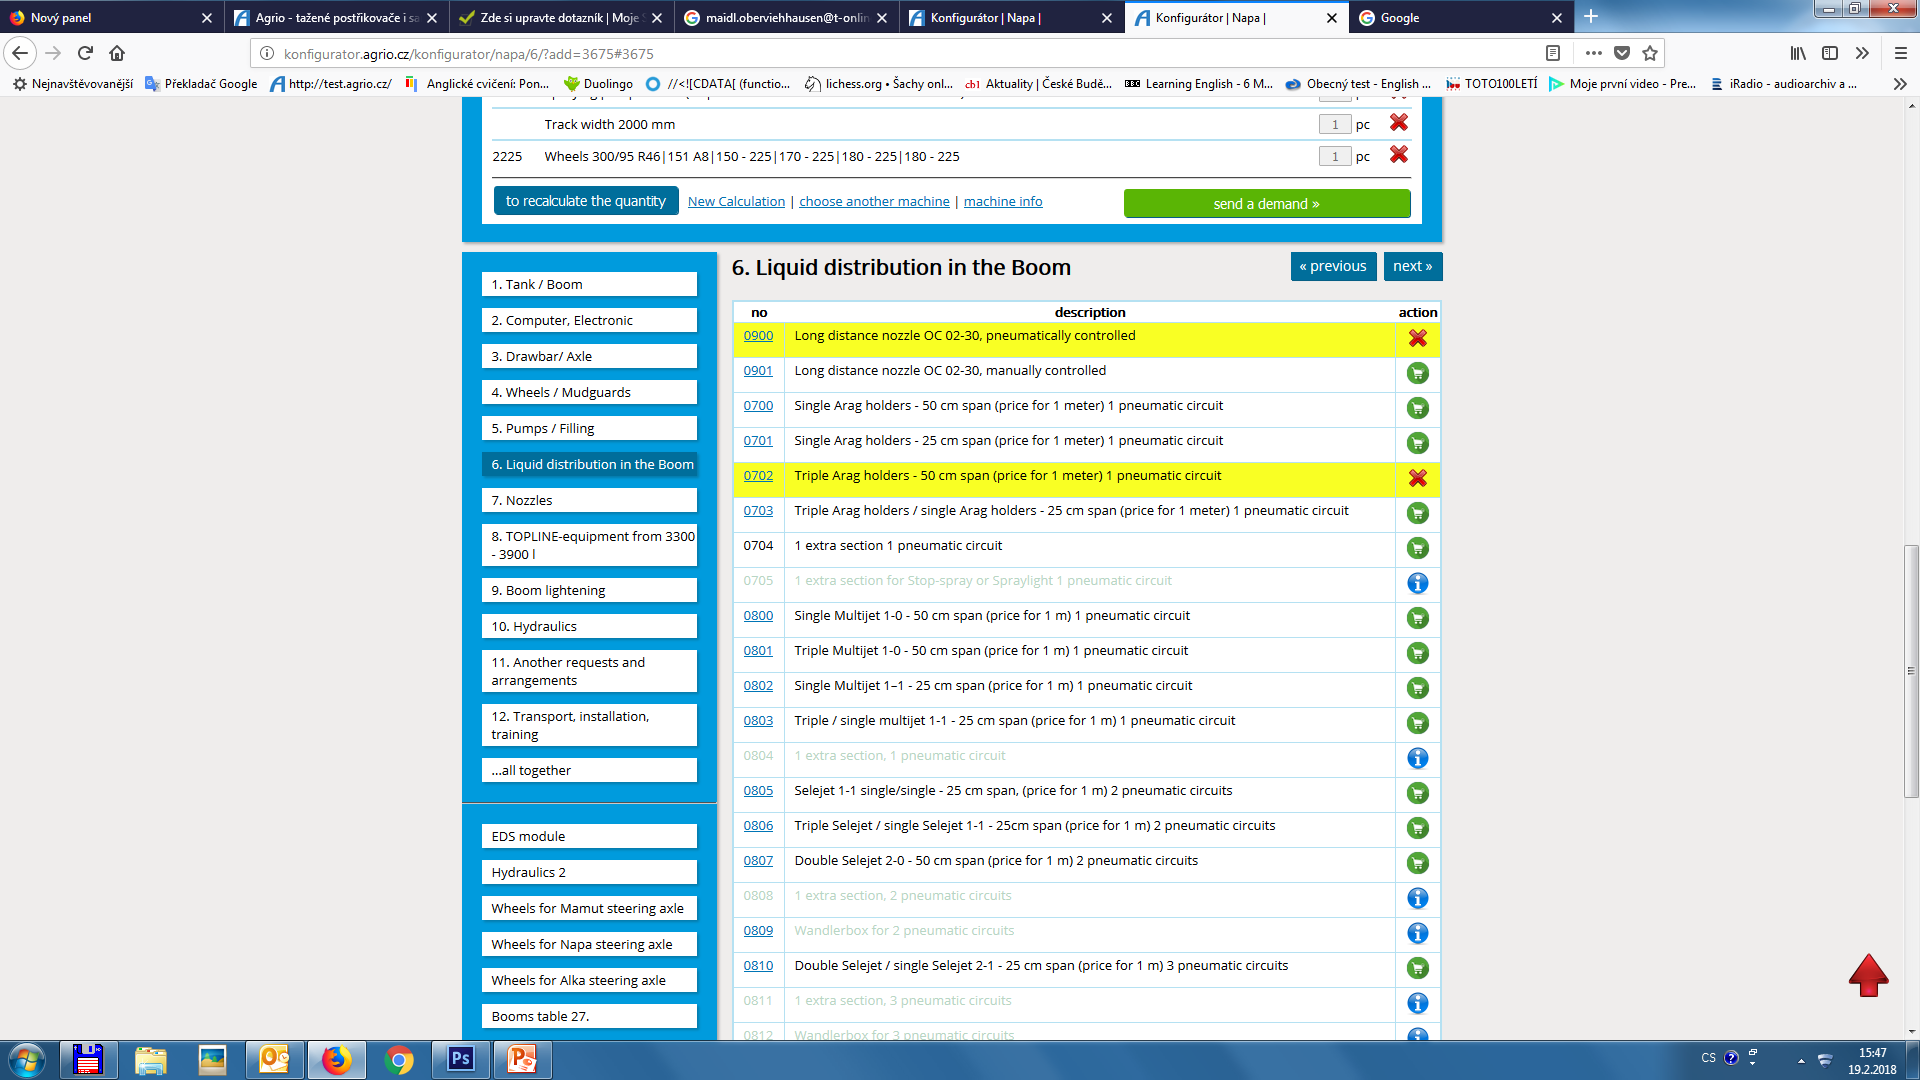 Nový panel
Agrio - tažené postřikovače i sa
Zde si upravte dotazník | Moje S
maidl.oberviehhausen@t-onlin
Konfigurátor | Napa |
Konfigurátor | Napa |
Google
konfigurator.agrio.cz/konfigurator/napa/6/?add=3675#3675
Nejnavštěvovanější
Překladač Google
http://test.agrio.cz/
Anglické cvičení: Pon...
Duolingo
//<![CDATA[ (functio...
lichess.org • Šachy onl...
cb1 Aktuality | České Budě...
BBC Learning English - 6 M...
Obecný test - English ...
TOTO100LETÍ
Moje první video - Pre...
iRadio - audioarchiv a ...
Track width 2000 mm 1 pc
2225 Wheels 300/95 R46|151 A8|150 - 225|170 - 225|180 - 225|180 - 225 1 pc
to recalculate the quantity New Calculation | choose another machine | machine info send a demand »
1. Tank / Boom
2. Computer, Electronic
3. Drawbar/ Axle
4. Wheels / Mudguards
5. Pumps / Filling
6. Liquid distribution in the Boom
7. Nozzles
8. TOPLINE-equipment from 3300
- 3900 l
9. Boom lightening
10. Hydraulics
11. Another requests and
arrangements
12. Transport, installation,
training
...all together
EDS module
Hydraulics 2
Wheels for Mamut steering axle
Wheels for Napa steering axle
Wheels for Alka steering axle
Booms table 27.
6. Liquid distribution in the Boom « previous next »
no description action
0900 Long distance nozzle OC 02-30, pneumatically controlled
0901 Long distance nozzle OC 02-30, manually controlled
0700 Single Arag holders - 50 cm span (price for 1 meter) 1 pneumatic circuit
0701 Single Arag holders - 25 cm span (price for 1 meter) 1 pneumatic circuit
0702 Triple Arag holders - 50 cm span (price for 1 meter) 1 pneumatic circuit
0703 Triple Arag holders / single Arag holders - 25 cm span (price for 1 meter) 1 pneumatic circuit
0704 1 extra section 1 pneumatic circuit
0705 1 extra section for Stop-spray or Spraylight 1 pneumatic circuit
0800 Single Multijet 1-0 - 50 cm span (price for 1 m) 1 pneumatic circuit
0801 Triple Multijet 1-0 - 50 cm span (price for 1 m) 1 pneumatic circuit
0802 Single Multijet 1–1 - 25 cm span (price for 1 m) 1 pneumatic circuit
0803 Triple / single multijet 1-1 - 25 cm span (price for 1 m) 1 pneumatic circuit
0804 1 extra section, 1 pneumatic circuit
0805 Selejet 1-1 single/single - 25 cm span, (price for 1 m) 2 pneumatic circuits
0806 Triple Selejet / single Selejet 1-1 - 25cm span (price for 1 m) 2 pneumatic circuits
0807 Double Selejet 2-0 - 50 cm span (price for 1 m) 2 pneumatic circuits
0808 1 extra section, 2 pneumatic circuits
0809 Wandlerbox for 2 pneumatic circuits
0810 Double Selejet / single Selejet 2-1 - 25 cm span (price for 1 m) 3 pneumatic circuits
0811 1 extra section, 3 pneumatic circuits
0812 Wandlerbox for 3 pneumatic circuits
Ps
CS
15:47
19.2.2018